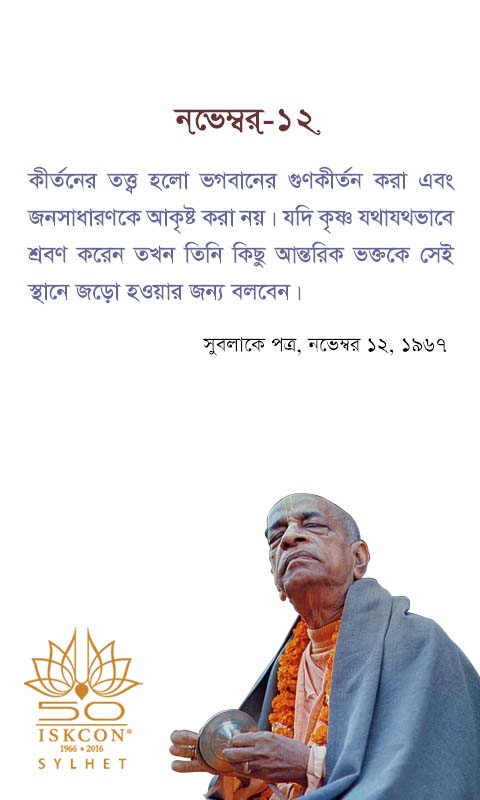 নভেম্বর-১২
কীর্তনের তত্ত্ব হলো ভগবানের গুণকীর্তন করা এবং
জনসাধারণকে আকৃষ্ট করা নয়। যদি কৃষ্ণ যথাযথভাবে
শ্রবণ করেন তখন তিনি কিছু আন্তরিক ভক্তকে সেই
স্থানে জড়ো হওয়ার জন্য বলবেন।
সুবলাকে পত্র, নভেম্বর ১২, ১৯৬৭
50
ISKCON®
1966 • 2016
SYLHET